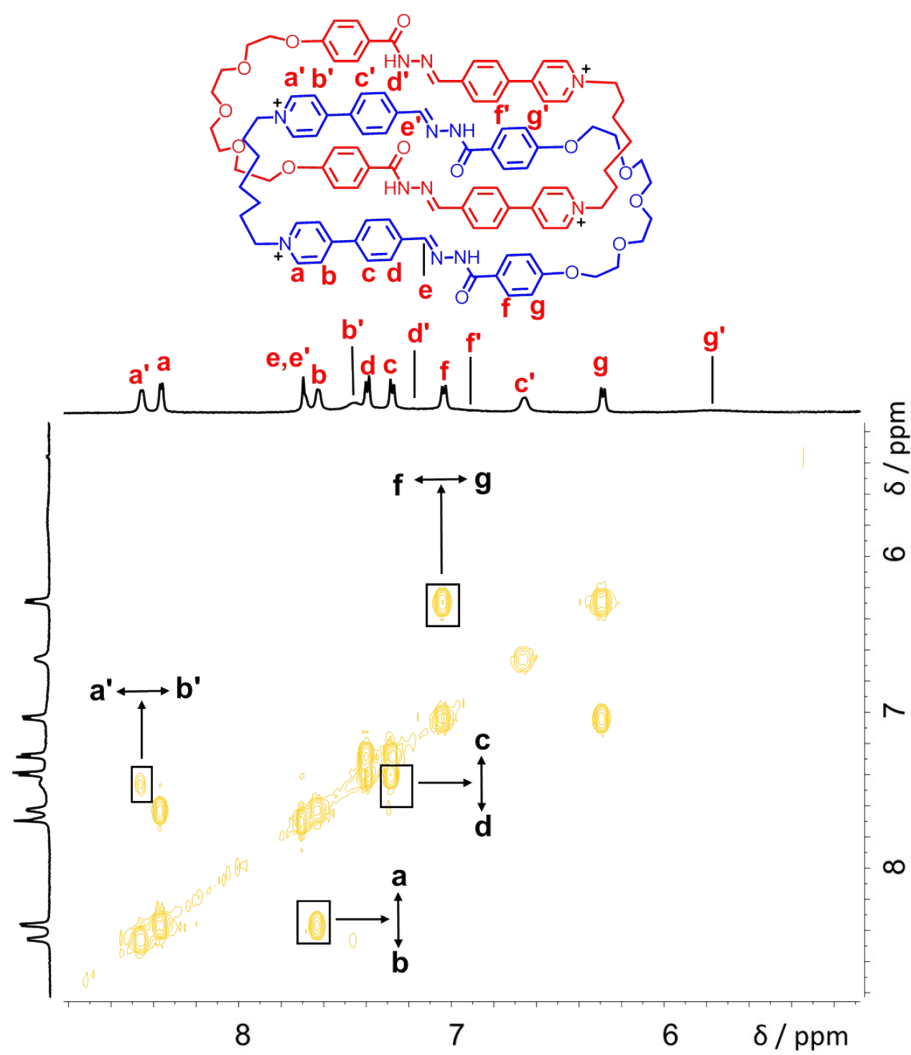 O
O
HN-N
N
+
O
a' b' c' d'
O
+
N
f' g'
e' N-NH
O
O
O
O
O
O
HN-N
O
O
N
+
N
+
N-NH
O
O
O
a b c d
e
f g
a' a e,e' b b' d c d' f f' c' g g'
δ / ppm
f g
6
a' b'
7
c
d
a
8
b
8 7 6 δ / ppm